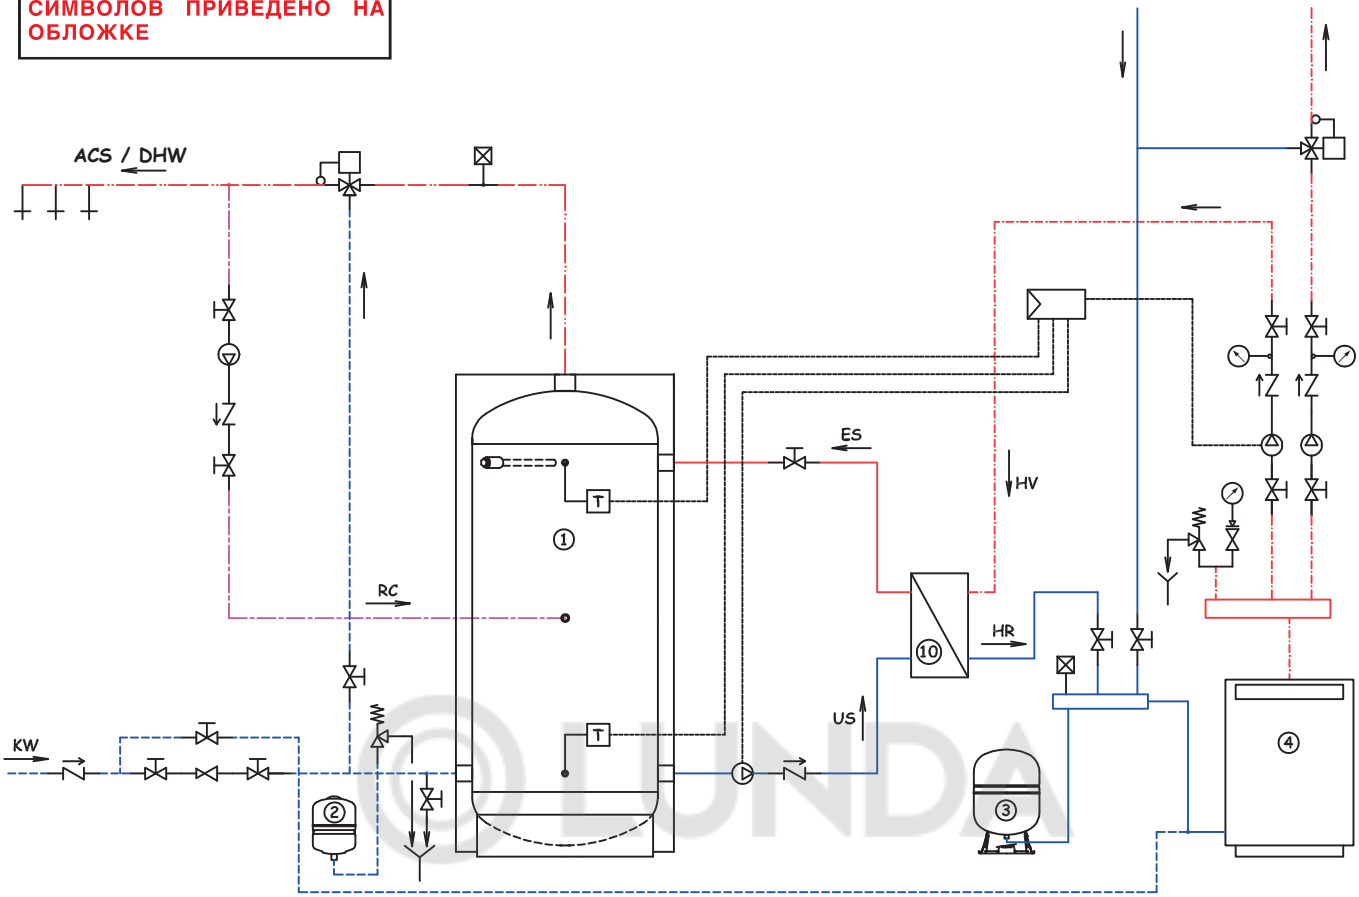 СИМВОЛОВ ПРИВЕДЕНО НА
ОБЛОЖКЕ
ACS / DHW
ES
HV
T
1
RC
HR
10
T
US
KW
4
2
3
LUNDA